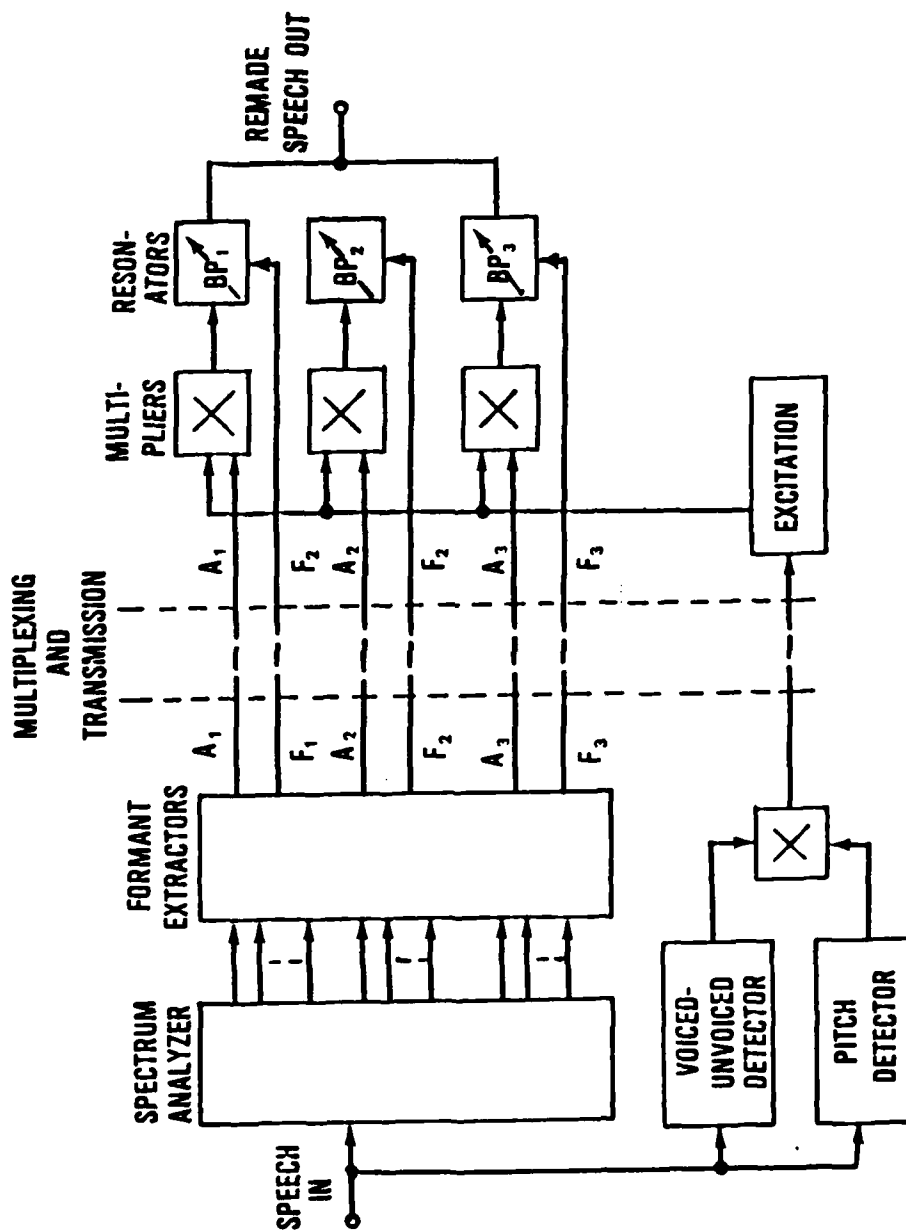 MULTIPLEXING
AND
TRANSMISSION
SPEECH
IN
SPECTRUM
ANALYZER
FORMANT
EXTRACTORS
A1
F1
A2
F2
A3
F3
A1
F2
A2
F2
A3
F3
MULTI-
PLIERS
RESON-
ATORS
BP1
BP2
BP3
REMADE
SPEECH OUT
VOICED-
UNVOICED
DETECTOR
PITCH
DETECTOR
EXCITATION